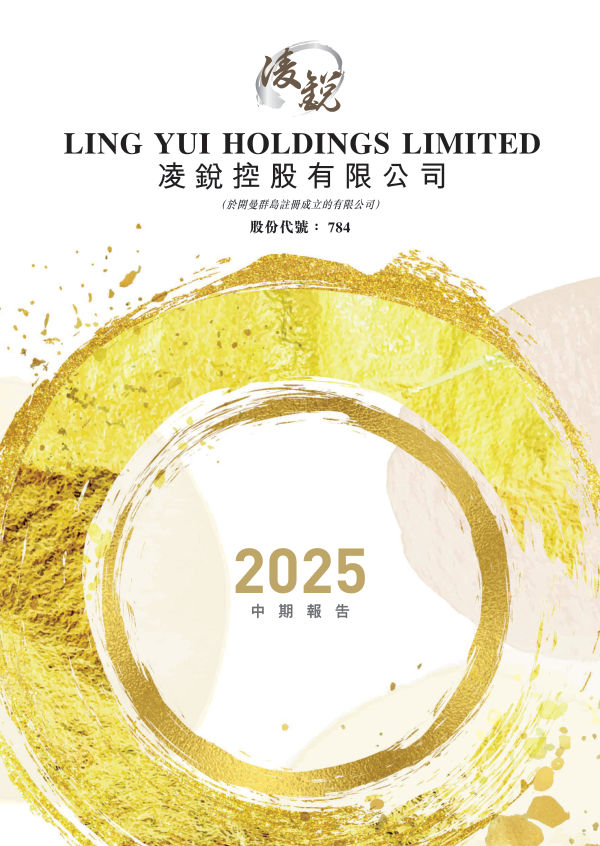 凌銳
LING YUI HOLDINGS LIMITED
凌銳控股有限公司
（於開曼群島註冊成立的有限公司）
股份代號： 784
2025
中期報告